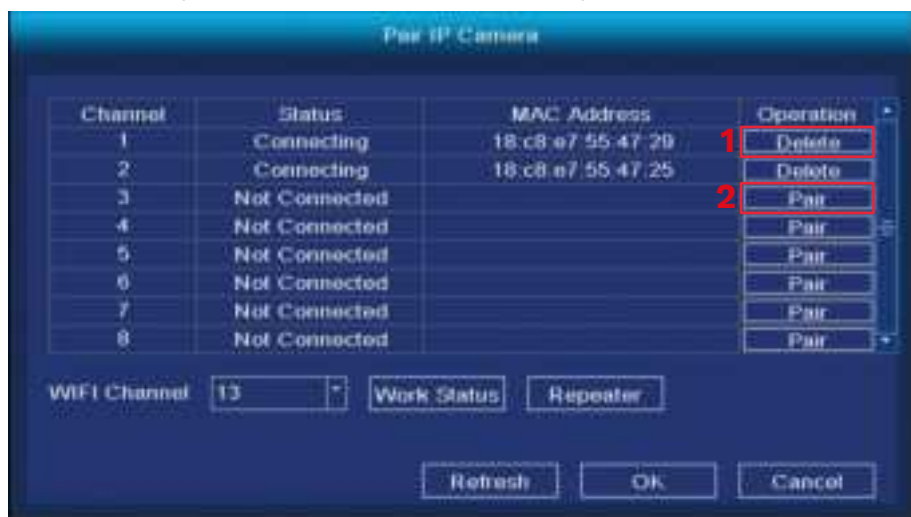 Pair IP Camera
Channel Status MAC Address Operation
1 Connecting 18:c8:e7:55:47:29 1 Delete
2 Connecting 18:c8:e7:55:47:25 Delete
3 Not Connected 2 Pair
4 Not Connected Pair
5 Not Connected Pair
6 Not Connected Pair
7 Not Connected Pair
8 Not Connected Pair
WIFI Channel 13 Work Status Repeater
Refresh OK Cancel